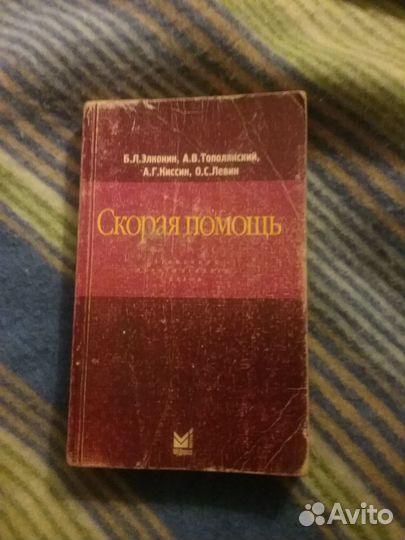 Б.Л.Элконин, А.В.Тополянский,
А.Г.Киссин, О.С.Левин
Скорая помощь
Avito